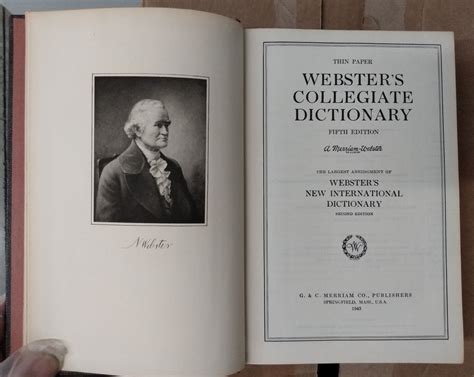 N Webster
THIN PAPER
WEBSTER'S
COLLEGIATE
DICTIONARY
FIFTH EDITION
A Merriam-Webster
THE LARGEST ABRIDGMENT OF
WEBSTER'S
NEW INTERNATIONAL
DICTIONARY
SECOND EDITION
W
G. & C. MERRIAM CO., PUBLISHERS
SPRINGFIELD, MASS., U.S.A.